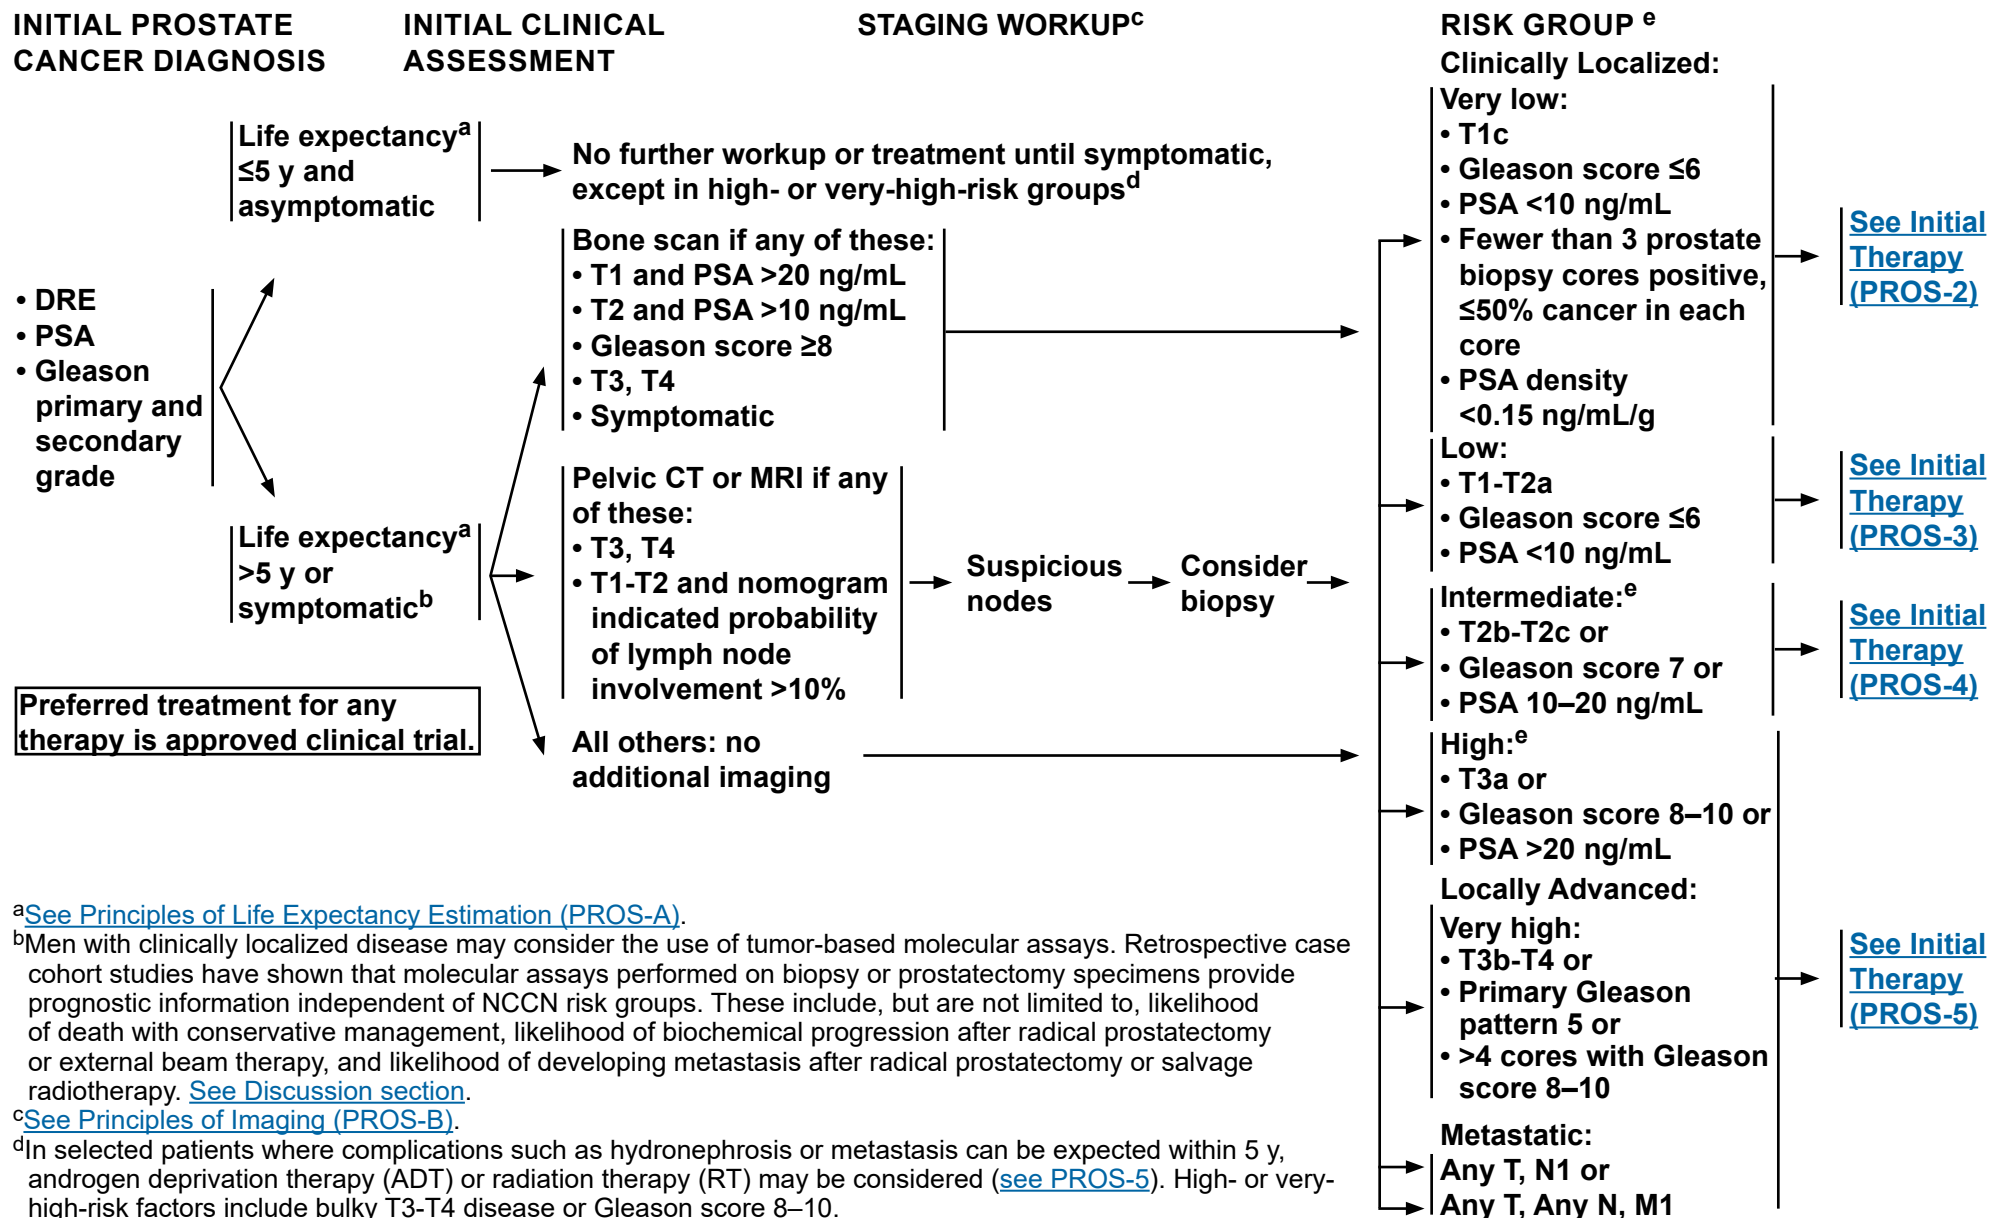 INITIAL PROSTATE
CANCER DIAGNOSIS
INITIAL CLINICAL
ASSESSMENT
STAGING WORKUPc
RISK GROUP e
• DRE
• PSA
• Gleason
primary and
secondary
grade
Life expectancya
≤5 y and
asymptomatic
Life expectancya
>5 y or
symptomaticb
Preferred treatment for any
therapy is approved clinical trial.
No further workup or treatment until symptomatic,
except in high- or very-high-risk groupsd
Bone scan if any of these:
• T1 and PSA >20 ng/mL
• T2 and PSA >10 ng/mL
• Gleason score ≥8
• T3, T4
• Symptomatic
Pelvic CT or MRI if any
of these:
• T3, T4
• T1-T2 and nomogram
indicated probability
of lymph node
involvement >10%
Suspicious
nodes
Consider
biopsy
All others: no
additional imaging
Clinically Localized:
Very low:
• T1c
• Gleason score ≤6
• PSA <10 ng/mL
• Fewer than 3 prostate
biopsy cores positive,
≤50% cancer in each
core
• PSA density
<0.15 ng/mL/g
See Initial
Therapy
(PROS-2)
Low:
• T1-T2a
• Gleason score ≤6
• PSA <10 ng/mL
See Initial
Therapy
(PROS-3)
Intermediate:e
• T2b-T2c or
• Gleason score 7 or
• PSA 10–20 ng/mL
See Initial
Therapy
(PROS-4)
High:e
• T3a or
• Gleason score 8–10 or
• PSA >20 ng/mL
Locally Advanced:
Very high:
• T3b-T4 or
• Primary Gleason
pattern 5 or
• >4 cores with Gleason
score 8–10
See Initial
Therapy
(PROS-5)
Metastatic:
Any T, N1 or
Any T, Any N, M1
aSee Principles of Life Expectancy Estimation (PROS-A).
bMen with clinically localized disease may consider the use of tumor-based molecular assays. Retrospective case
cohort studies have shown that molecular assays performed on biopsy or prostatectomy specimens provide
prognostic information independent of NCCN risk groups. These include, but are not limited to, likelihood
of death with conservative management, likelihood of biochemical progression after radical prostatectomy
or external beam therapy, and likelihood of developing metastasis after radical prostatectomy or salvage
radiotherapy. See Discussion section.
cSee Principles of Imaging (PROS-B).
dIn selected patients where complications such as hydronephrosis or metastasis can be expected within 5 y,
androgen deprivation therapy (ADT) or radiation therapy (RT) may be considered (see PROS-5). High- or very-
high-risk factors include bulky T3-T4 disease or Gleason score 8–10.